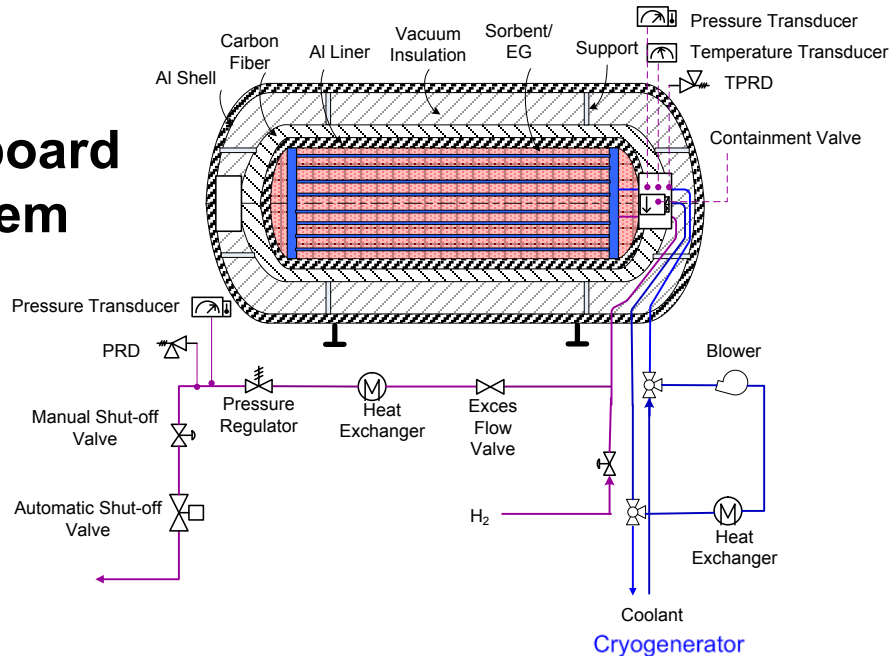 Pressure Transducer
Temperature Transducer
TPRD
Containment Valve
Carbon
Fiber
Al Liner
Vacuum
Insulation
Sorbent/
EG
Support
Al Shell
board
em
Pressure Transducer
PRD
Manual Shut-off
Valve
Automatic Shut-off
Valve
Pressure
Regulator
M
Heat
Exchanger
Exces
Flow
Valve
Blower
H2
M
Heat
Exchanger
Coolant
Cryogenerator